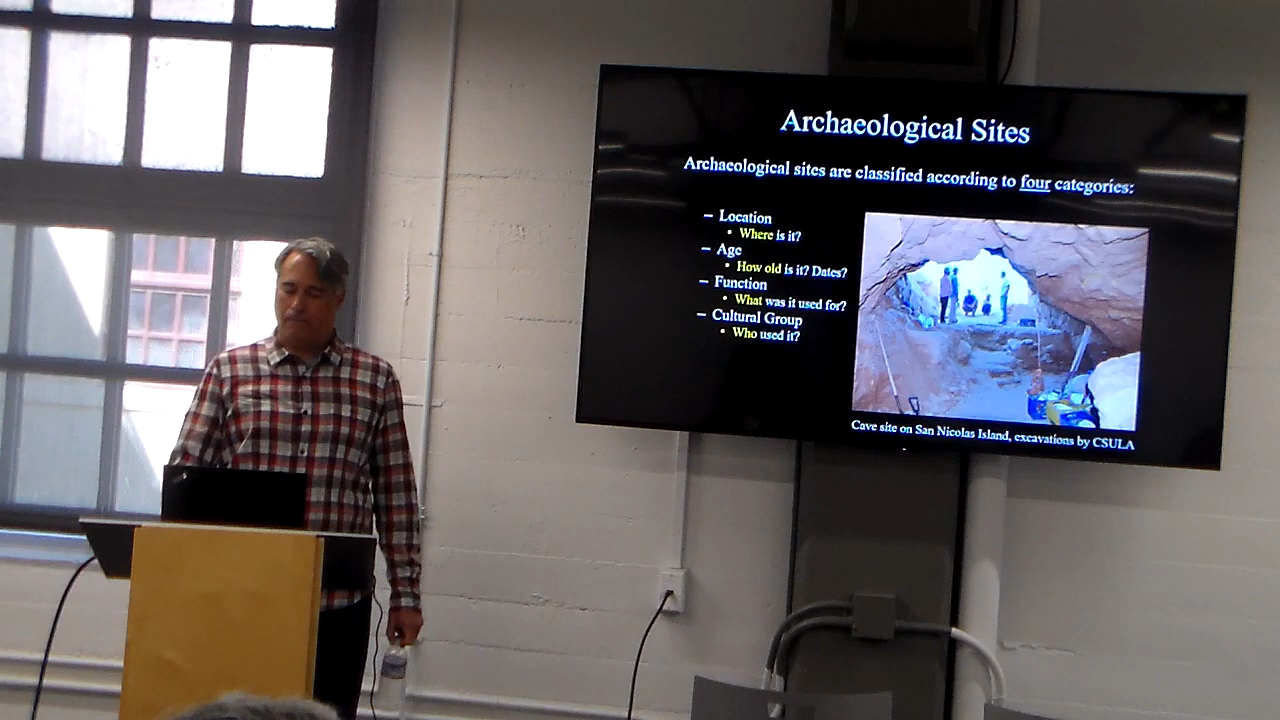 Archaeological Sites
Archaeological sites are classified according to four categories:
– Location
• Where is it?
– Age
• How old is it? Dates?
– Function
• What was it used for?
– Cultural Group
• Who used it?
Cave site on San Nicolas Island, excavations by CSULA